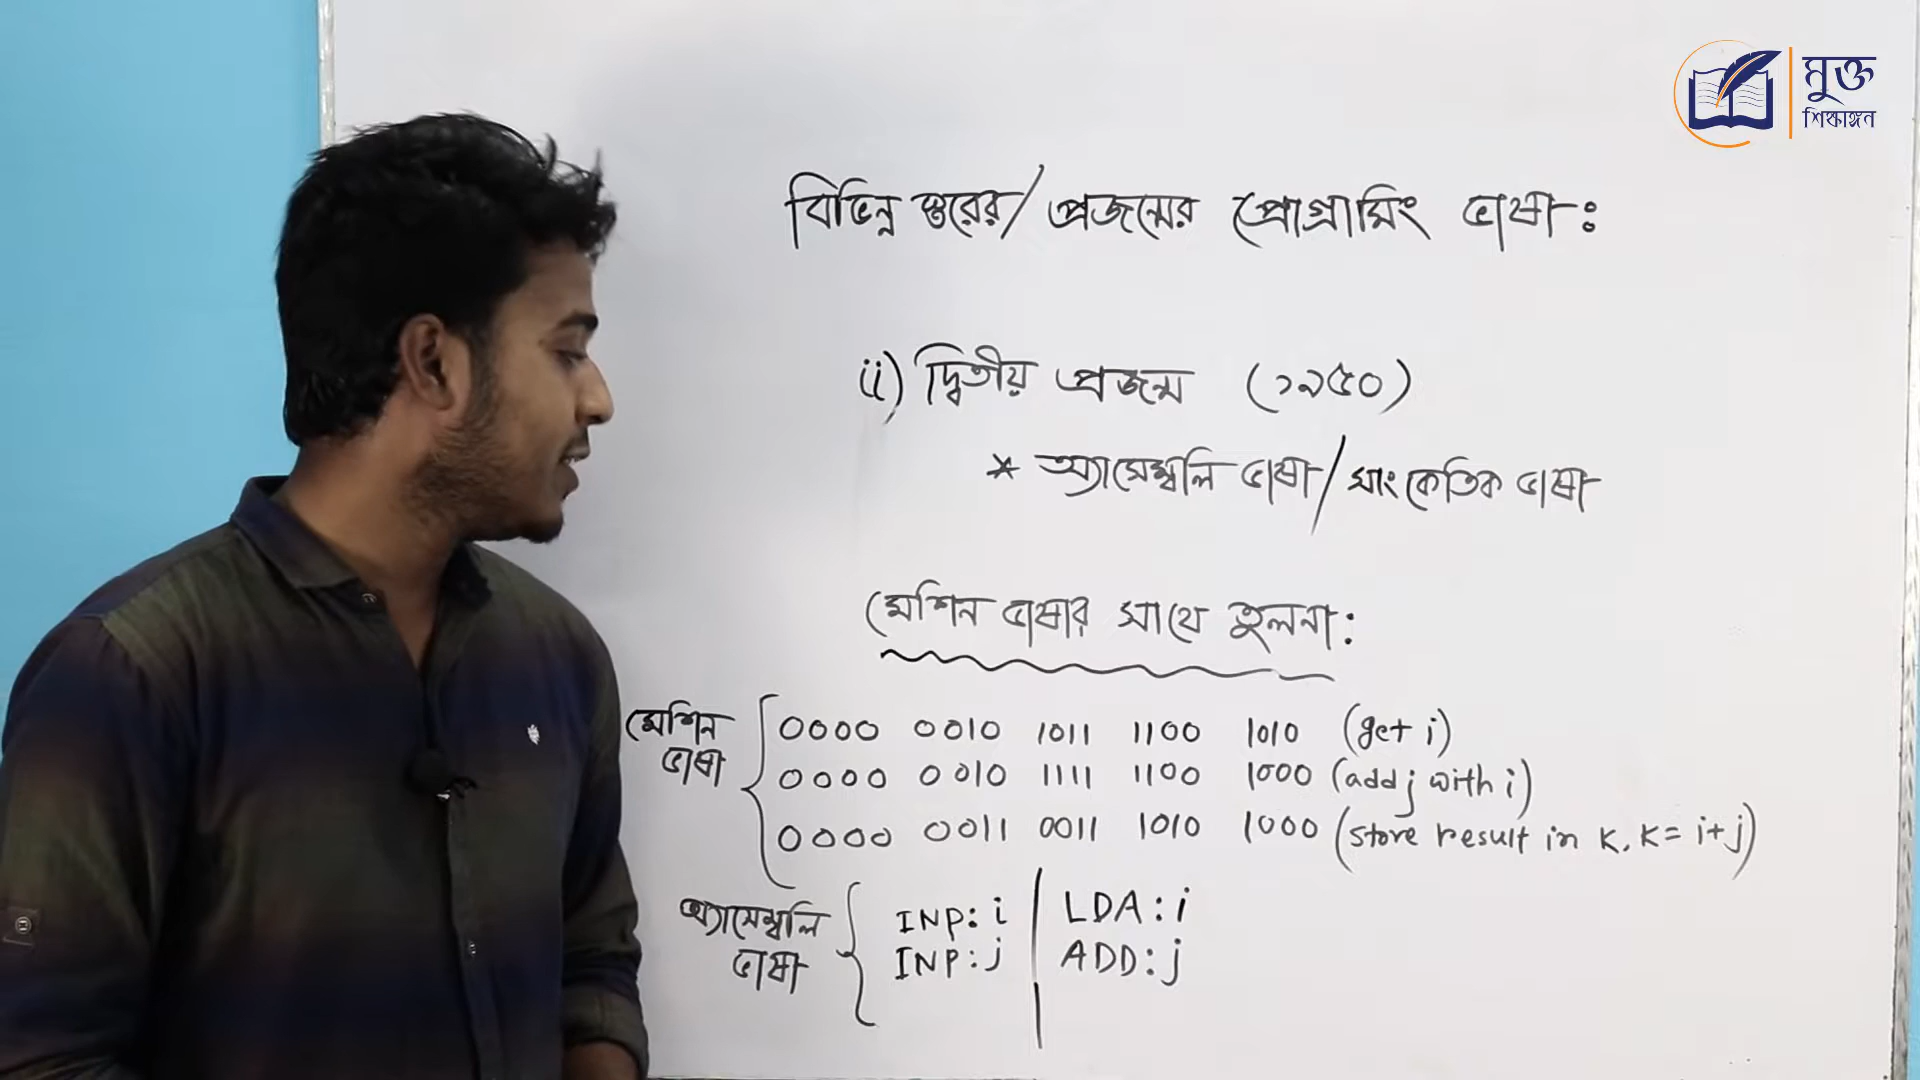 মুক্ত
শিক্ষাঙ্গন
বিভিন্ন স্তরের/প্রজন্মের প্রোগ্রামিং ভাষা:
ii) দ্বিতীয় প্রজন্ম (১৯৫০)
* অ্যাসেম্বলি ভাষা/সাংকেতিক ভাষা
মেশিন ভাষার সাথে তুলনা:
মেশিন ভাষা
0000 0010 1011 1100 1010 (get i)
0000 0010 1111 1100 1000 (add j with i)
0000 0011 0011 1010 1000 (store result in k, k = i+j)
অ্যাসেম্বলি ভাষা
INP: i | LDA: i
INP: j | ADD: j